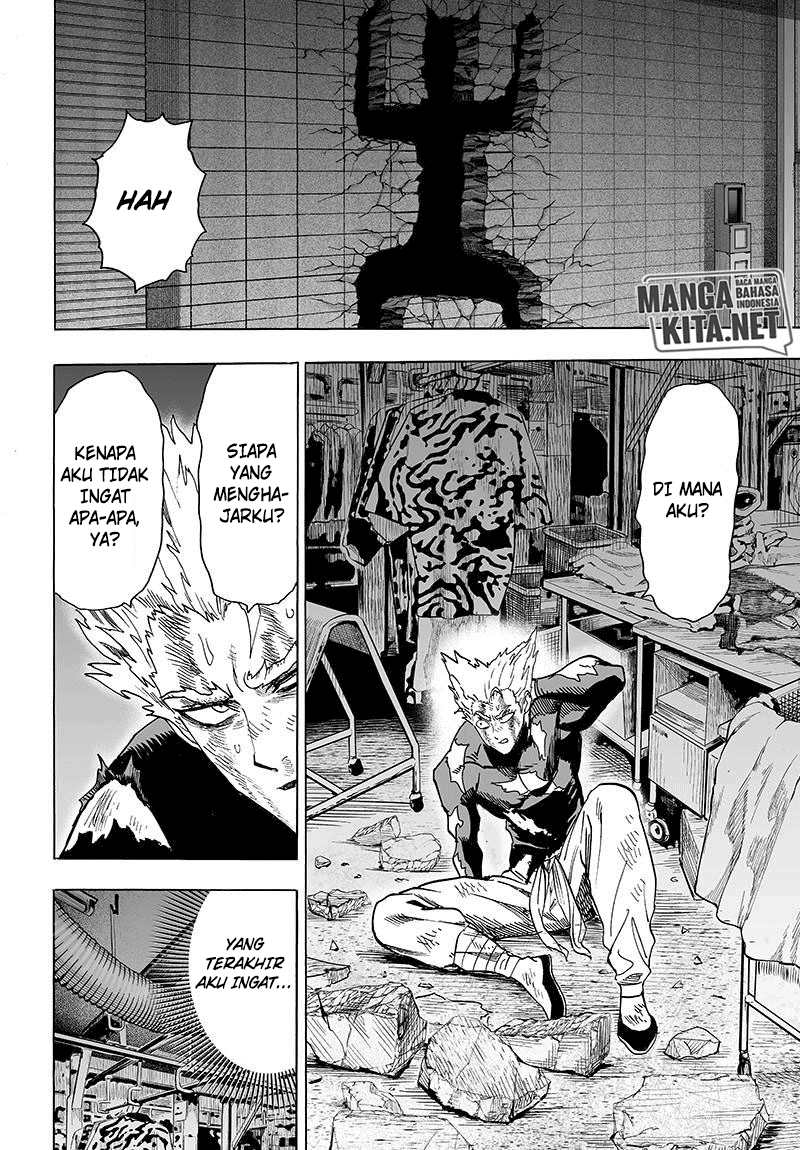 HAH
MANGA
KITA.NET
BACA MANGA
BAHASA
INDONESIA
DI MANA
AKU?
SIAPA
YANG
MENGHA-
JARKU?
KENAPA
AKU TIDAK
INGAT
APA-APA,
YA?
YANG
TERAKHIR
AKU INGAT...